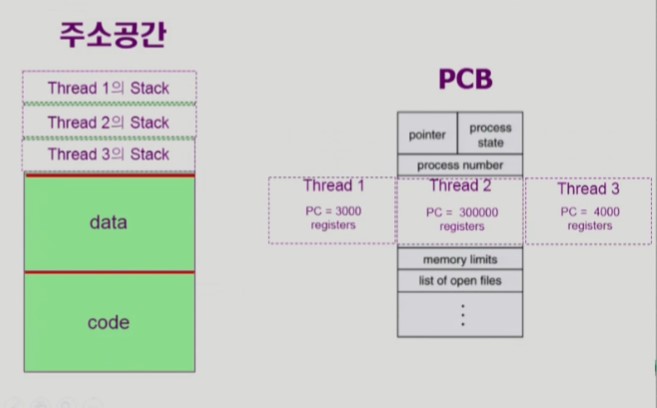 주소공간
Thread 1의 Stack
Thread 2의 Stack
Thread 3의 Stack
data
code
PCB
pointer
process
state
process number
Thread 1
PC = 3000
registers
Thread 2
PC = 300000
registers
Thread 3
PC = 4000
registers
memory limits
list of open files